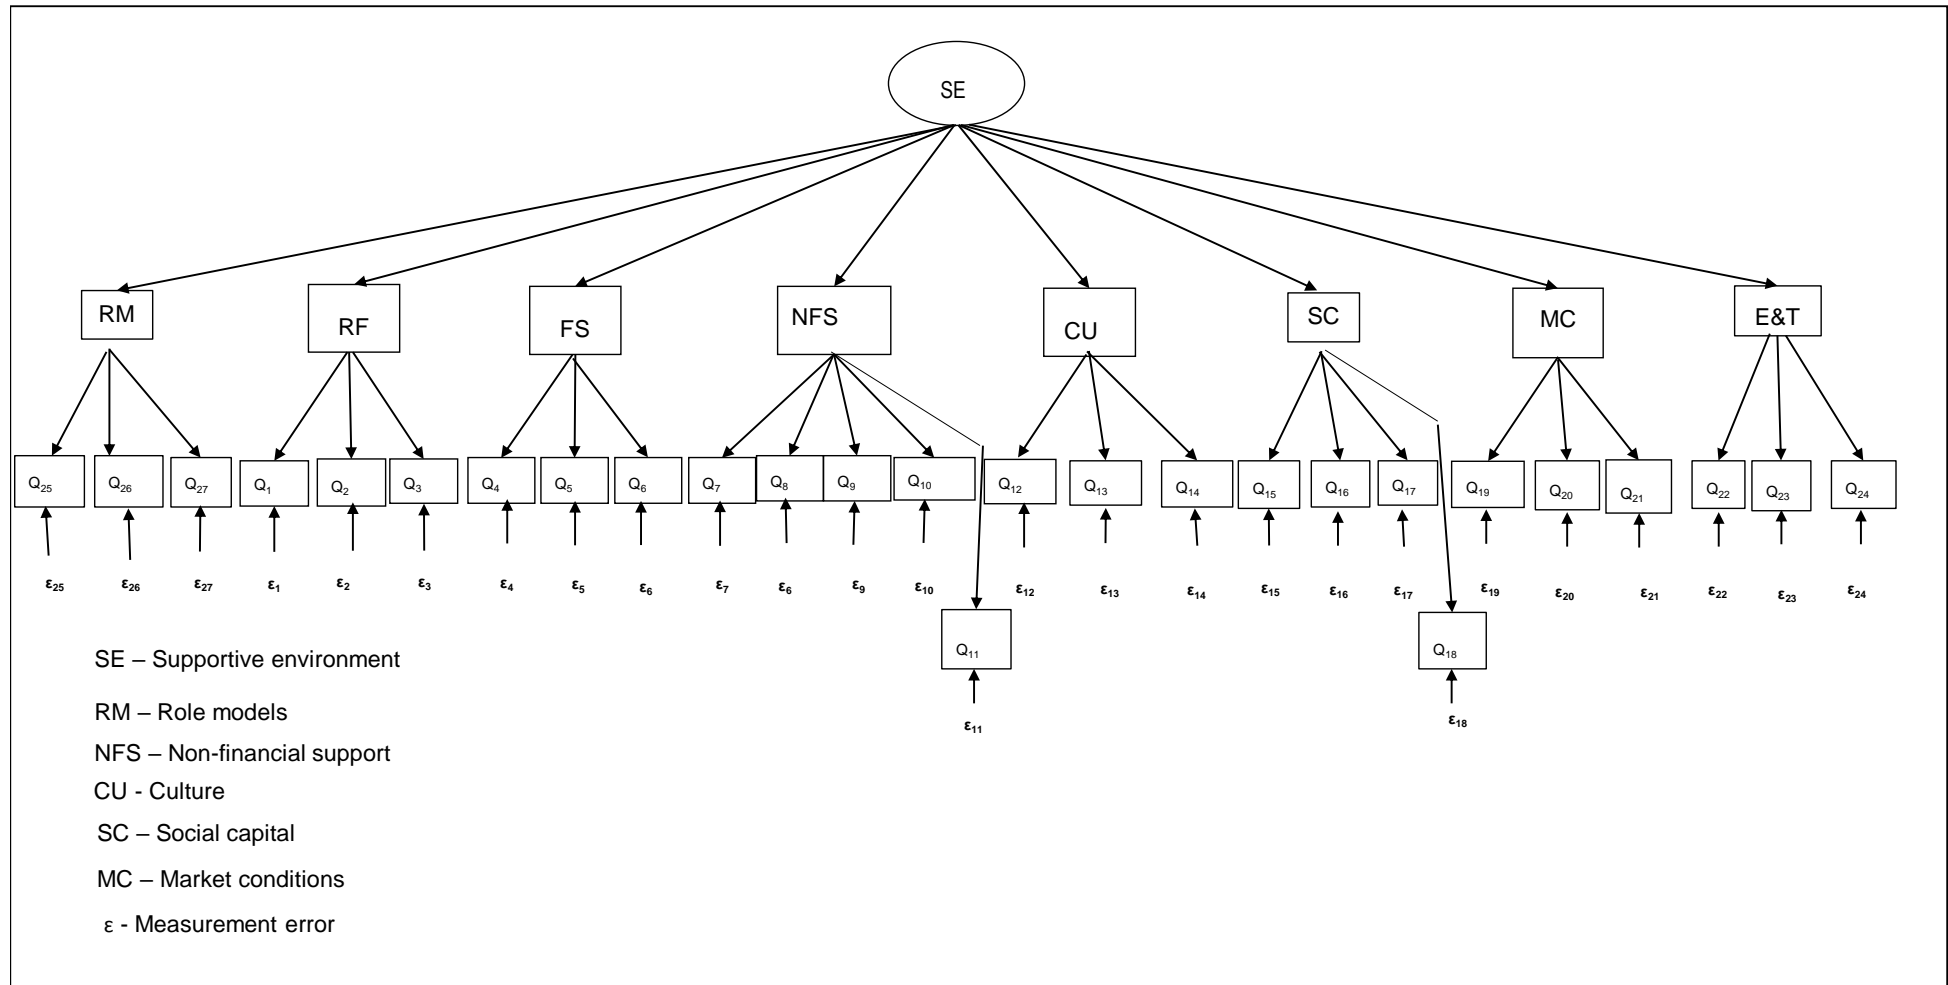 SE
RM RF FS NFS CU SC MC E&T
Q₂₅ Q₂₆ Q₂₇ Q₁ Q₂ Q₃ Q₄ Q₅ Q₆ Q₇ Q₈ Q₉ Q₁₀ Q₁₂ Q₁₃ Q₁₄ Q₁₅ Q₁₆ Q₁₇ Q₁₉ Q₂₀ Q₂₁ Q₂₂ Q₂₃ Q₂₄
ε₂₅ ε₂₆ ε₂₇ ε₁ ε₂ ε₃ ε₄ ε₅ ε₆ ε₇ ε₆ ε₉ ε₁₀ ε₁₂ ε₁₃ ε₁₄ ε₁₅ ε₁₆ ε₁₇ ε₁₉ ε₂₀ ε₂₁ ε₂₂ ε₂₃ ε₂₄
Q₁₁ Q₁₈
ε₁₁ ε₁₈
SE – Supportive environment
RM – Role models
NFS – Non-financial support
CU - Culture
SC – Social capital
MC – Market conditions
ε - Measurement error